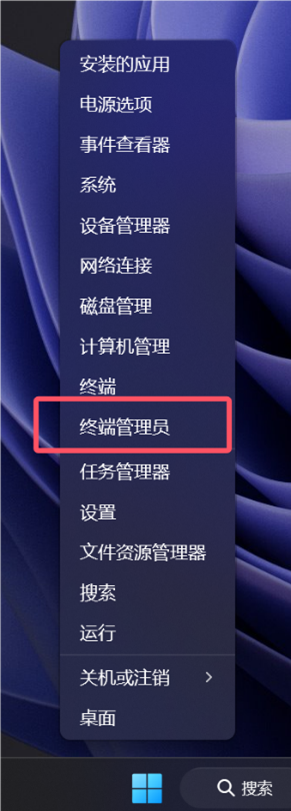 安装的应用
电源选项
事件查看器
系统
设备管理器
网络连接
磁盘管理
计算机管理
终端
终端管理员
任务管理器
设置
文件资源管理器
搜索
运行
关机或注销
桌面
搜索